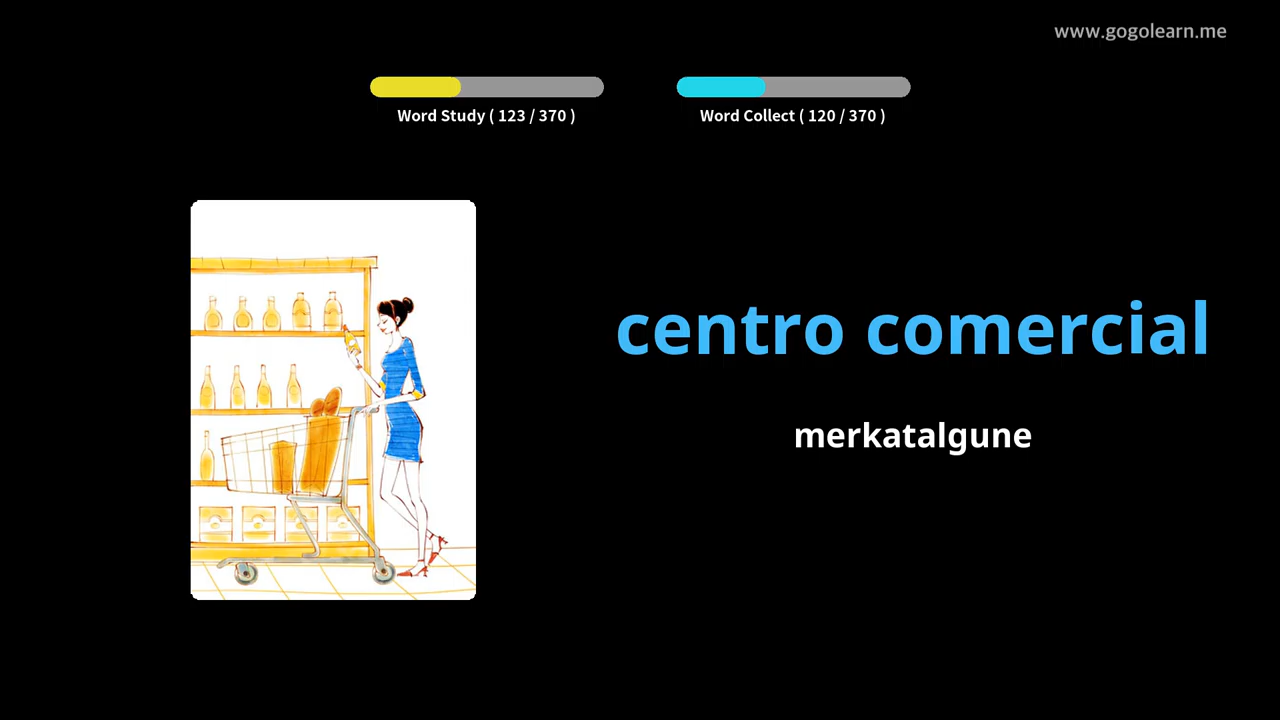 www.gogolearn.me
Word Study ( 123 / 370 )
Word Collect ( 120 / 370 )
centro comercial
merkatalgune